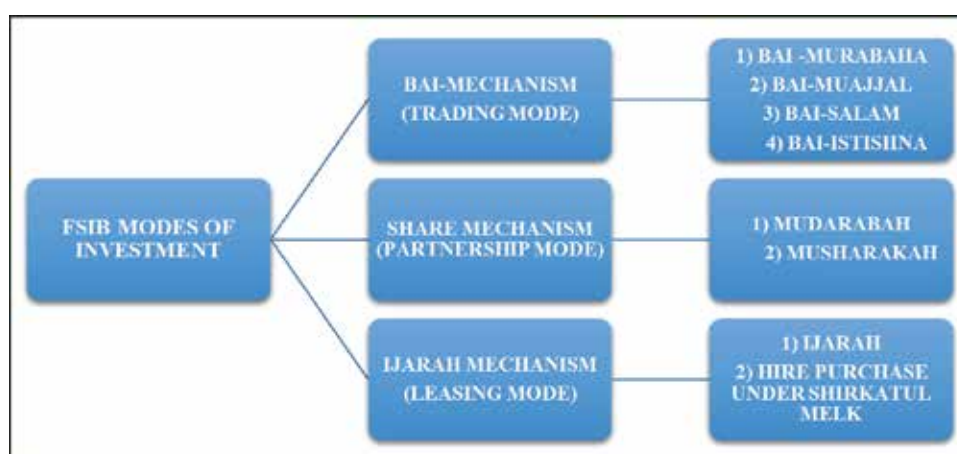 FSIB MODES OF
INVESTMENT
BAI-MECHANISM
(TRADING MODE)
1) BAI -MURABAHA
2) BAI-MUAJJAL
3) BAI-SALAM
4) BAI-ISTISHNA
SHARE MECHANISM
(PARTNERSHIP MODE)
1) MUDARABAH
2) MUSHARAKAH
IJARAH MECHANISM
(LEASING MODE)
1) IJARAH
2) HIRE PURCHASE
UNDER SHIRKATUL
MELK